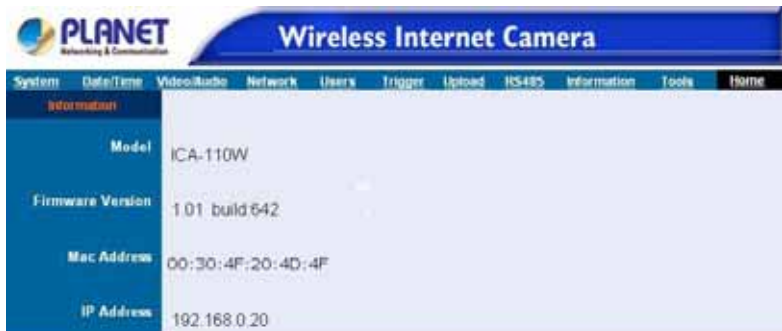 PLANET
Networking & Communication
Wireless Internet Camera
System Date/Time Video/Audio Network Users Trigger Upload RS485 Information Tools Home
Information
Model ICA-110W
Firmware Version 1.01 build:642
Mac Address 00:30:4F:20:4D:4F
IP Address 192.168.0.20